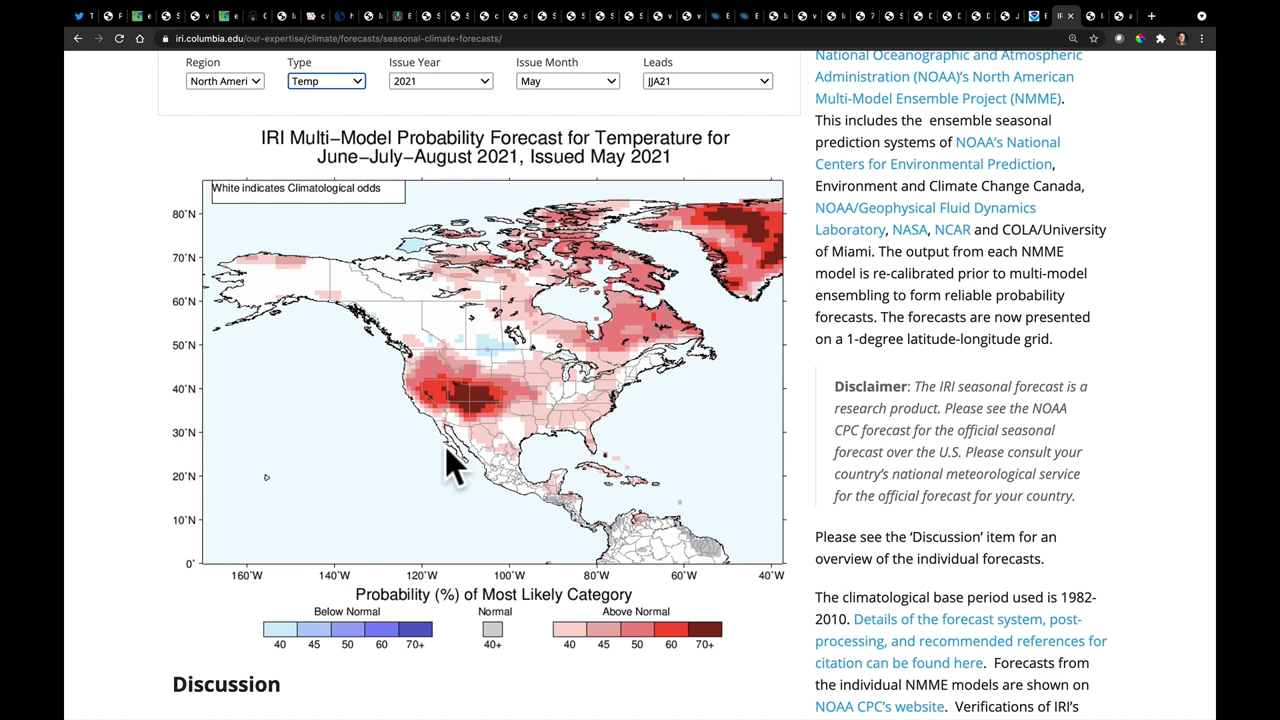 iri.columbia.edu/our-expertise/climate/forecasts/seasonal-climate-forecasts/
Region Type Issue Year Issue Month Leads
North Ameri Temp 2021 May JJA21
IRI Multi-Model Probability Forecast for Temperature for
June-July-August 2021, Issued May 2021
White indicates Climatological odds
80°N
70°N
60°N
50°N
40°N
30°N
20°N
10°N
0°
160°W 140°W 120°W 100°W 80°W 60°W 40°W
Probability (%) of Most Likely Category
Below Normal Normal Above Normal
40 45 50 60 70+ 40+ 40 45 50 60 70+
Discussion
National Oceanographic and Atmospheric
Administration (NOAA)'s North American
Multi-Model Ensemble Project (NMME).
This includes the ensemble seasonal
prediction systems of NOAA's National
Centers for Environmental Prediction,
Environment and Climate Change Canada,
NOAA/Geophysical Fluid Dynamics
Laboratory, NASA, NCAR and COLA/University
of Miami. The output from each NMME
model is re-calibrated prior to multi-model
ensembling to form reliable probability
forecasts. The forecasts are now presented
on a 1-degree latitude-longitude grid.
Disclaimer: The IRI seasonal forecast is a
research product. Please see the NOAA
CPC forecast for the official seasonal
forecast over the U.S. Please consult your
country's national meteorological service
for the official forecast for your country.
Please see the 'Discussion' item for an
overview of the individual forecasts.
The climatological base period used is 1982-
2010. Details of the forecast system, post-
processing, and recommended references for
citation can be found here. Forecasts from
the individual NMME models are shown on
NOAA CPC's website. Verifications of IRI's